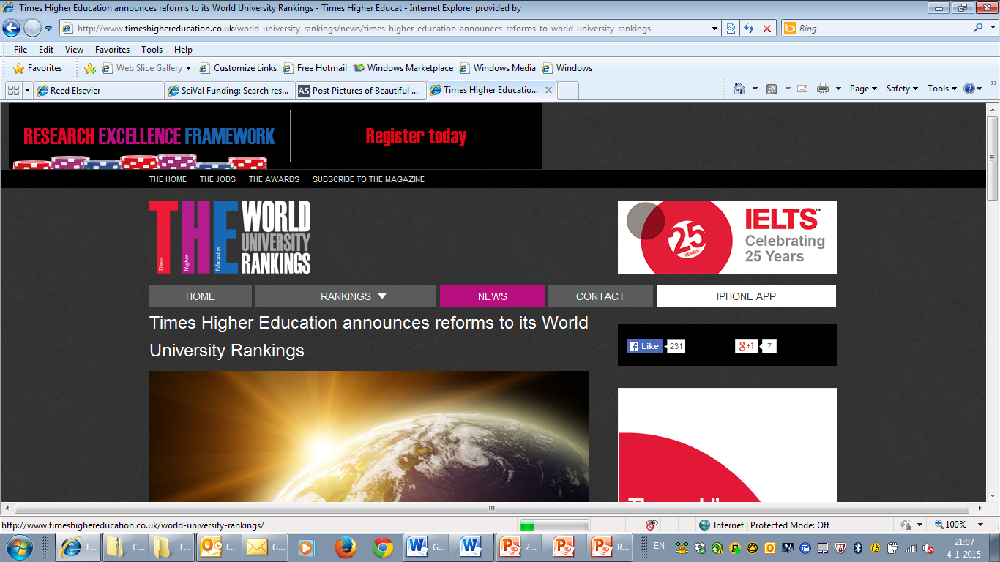 Times Higher Education announces reforms to its World University Rankings - Times Higher Educat - Internet Explorer provided by
http://www.timeshighereducation.co.uk/world-university-rankings/news/times-higher-education-announces-reforms-to-world-university-rankings
Bing
File Edit View Favorites Tools Help
Favorites Web Slice Gallery Customize Links Free Hotmail Windows Marketplace Windows Media Windows
Reed Elsevier SciVal Funding: Search res... AS Post Pictures of Beautiful ... Times Higher Educatio... Page Safety Tools
RESEARCH EXCELLENCE FRAMEWORK Register today
THE HOME THE JOBS THE AWARDS SUBSCRIBE TO THE MAGAZINE
THE WORLD UNIVERSITY RANKINGS
Times Higher Education
25 YEARS
IELTS™
Celebrating
25 Years
HOME RANKINGS NEWS CONTACT IPHONE APP
Times Higher Education announces reforms to its World
University Rankings
Like 231 g+1 7
http://www.timeshighereducation.co.uk/world-university-rankings/
Internet | Protected Mode: Off 100%
T... C... T... I... G... G... 2... R... EN
21:07
4-1-2015